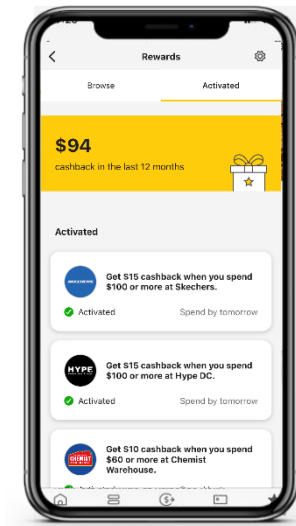 Rewards
Browse Activated
$94
cashback in the last 12 months
Activated
SKECHERS
Get $15 cashback when you spend
$100 or more at Skechers.
Activated Spend by tomorrow
HYPE
Get $15 cashback when you spend
$100 or more at Hype DC.
Activated Spend by tomorrow
CHEMIST
Get $10 cashback when you spend
$60 or more at Chemist
Warehouse.